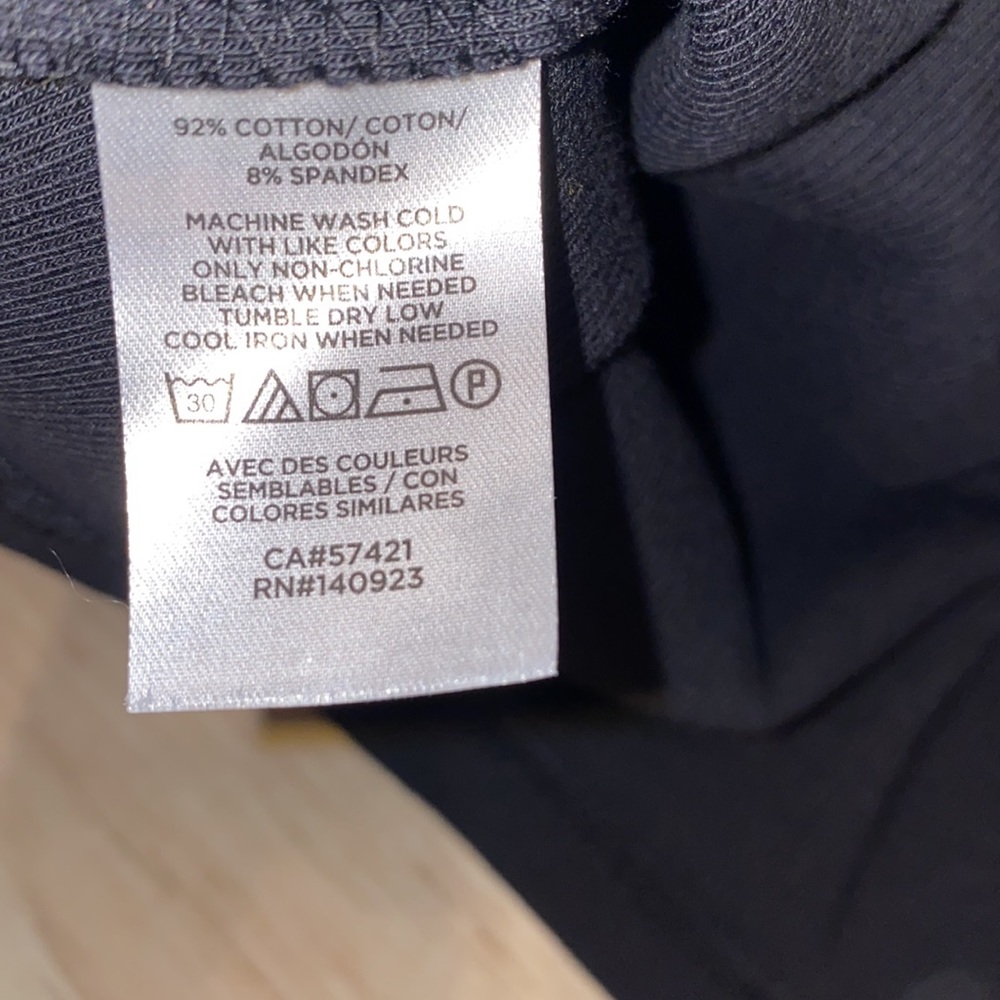 92% COTTON/ COTON/
ALGODÓN
8% SPANDEX
MACHINE WASH COLD
WITH LIKE COLORS
ONLY NON-CHLORINE
BLEACH WHEN NEEDED
TUMBLE DRY LOW
COOL IRON WHEN NEEDED
30 P
AVEC DES COULEURS
SEMBLABLES / CON
COLORES SIMILARES
CA#57421
RN#140923